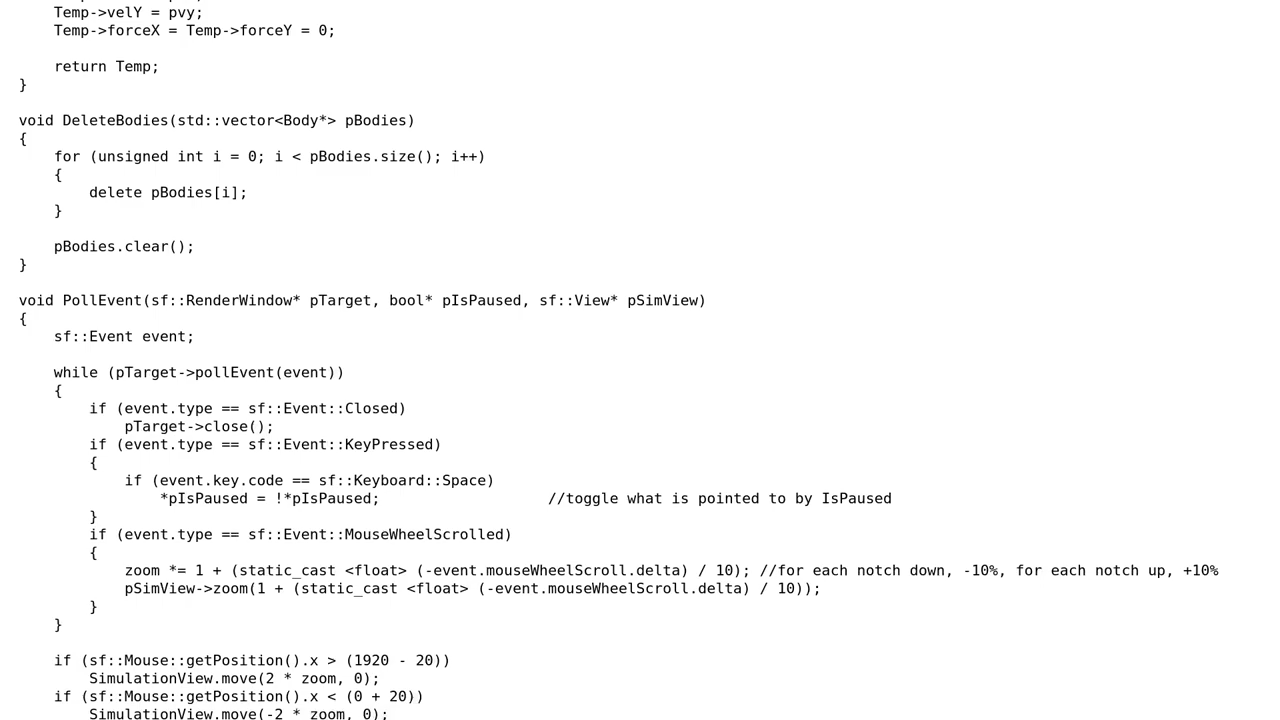 Temp->velY = pvy;
Temp->forceX = Temp->forceY = 0;
return Temp;
}
void DeleteBodies(std::vector<Body*> pBodies)
{
for (unsigned int i = 0; i < pBodies.size(); i++)
{
delete pBodies[i];
}
pBodies.clear();
}
void PollEvent(sf::RenderWindow* pTarget, bool* pIsPaused, sf::View* pSimView)
{
sf::Event event;
while (pTarget->pollEvent(event))
{
if (event.type == sf::Event::Closed)
pTarget->close();
if (event.type == sf::Event::KeyPressed)
{
if (event.key.code == sf::Keyboard::Space)
*pIsPaused = !*pIsPaused; //toggle what is pointed to by IsPaused
}
if (event.type == sf::Event::MouseWheelScrolled)
{
zoom *= 1 + (static_cast <float> (-event.mouseWheelScroll.delta) / 10); //for each notch down, -10%, for each notch up, +10%
pSimView->zoom(1 + (static_cast <float> (-event.mouseWheelScroll.delta) / 10));
}
}
if (sf::Mouse::getPosition().x > (1920 - 20))
SimulationView.move(2 * zoom, 0);
if (sf::Mouse::getPosition().x < (0 + 20))
SimulationView.move(-2 * zoom, 0);